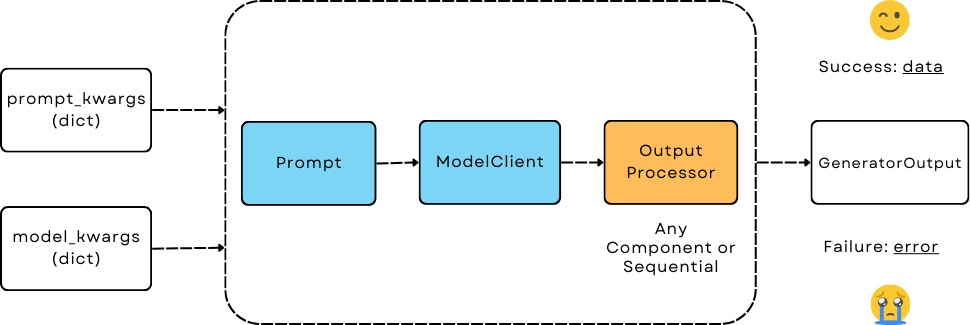 prompt_kwargs
(dict)
model_kwargs
(dict)
Prompt
ModelClient
Output
Processor
Any
Component or
Sequential
Success: data
GeneratorOutput
Failure: error